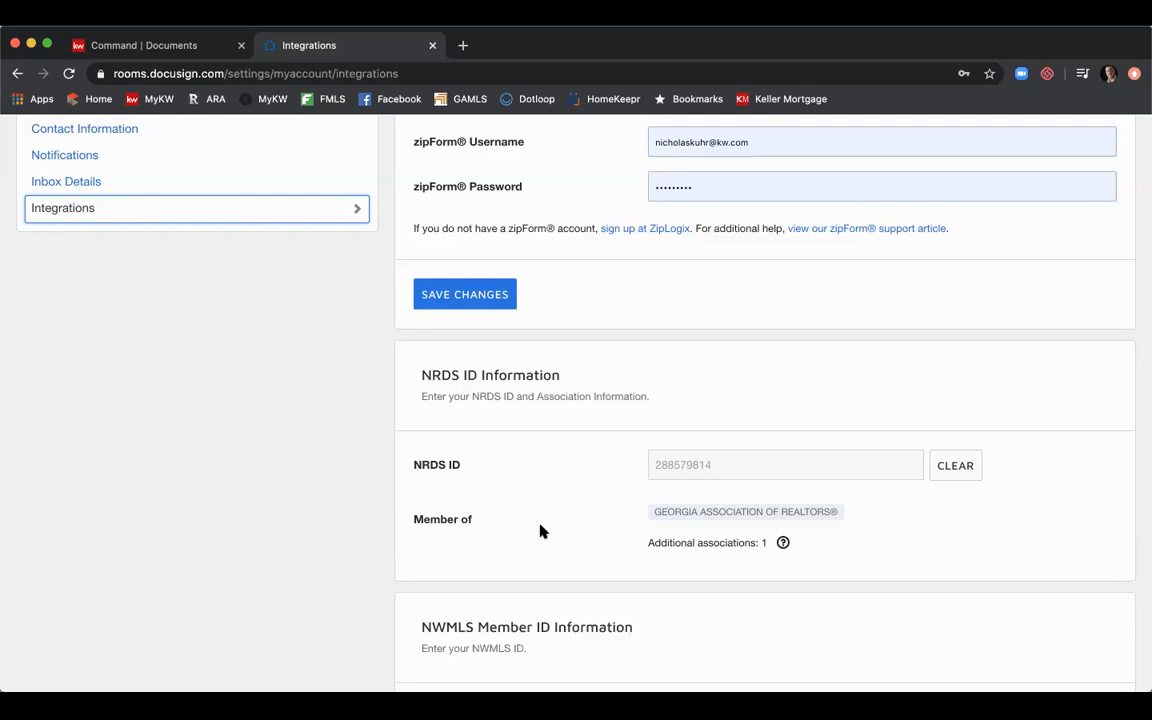 Command | Documents
Integrations
rooms.docusign.com/settings/myaccount/integrations
Apps Home MyKW ARA MyKW FMLS Facebook GAMLS Dotloop HomeKeepr Bookmarks Keller Mortgage
Contact Information
Notifications
Inbox Details
Integrations
zipForm® Username
nicholaskuhr@kw.com
zipForm® Password
•••••••••
If you do not have a zipForm® account, sign up at ZipLogix. For additional help, view our zipForm® support article.
SAVE CHANGES
NRDS ID Information
Enter your NRDS ID and Association Information.
NRDS ID
288579814
CLEAR
Member of
GEORGIA ASSOCIATION OF REALTORS®
Additional associations: 1
NWMLS Member ID Information
Enter your NWMLS ID.